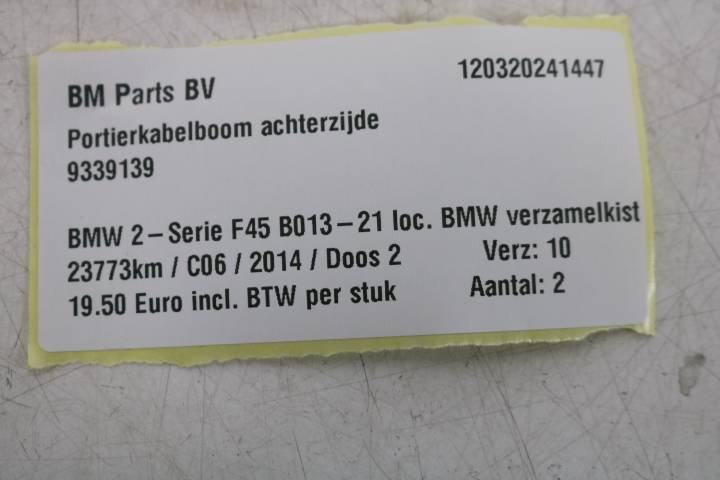 BM Parts BV 120320241447
Portierkabelboom achterzijde
9339139
BMW 2-Serie F45 B013-21 loc. BMW verzamelkist
23773km / C06 / 2014 / Doos 2 Verz: 10
19.50 Euro incl. BTW per stuk Aantal: 2